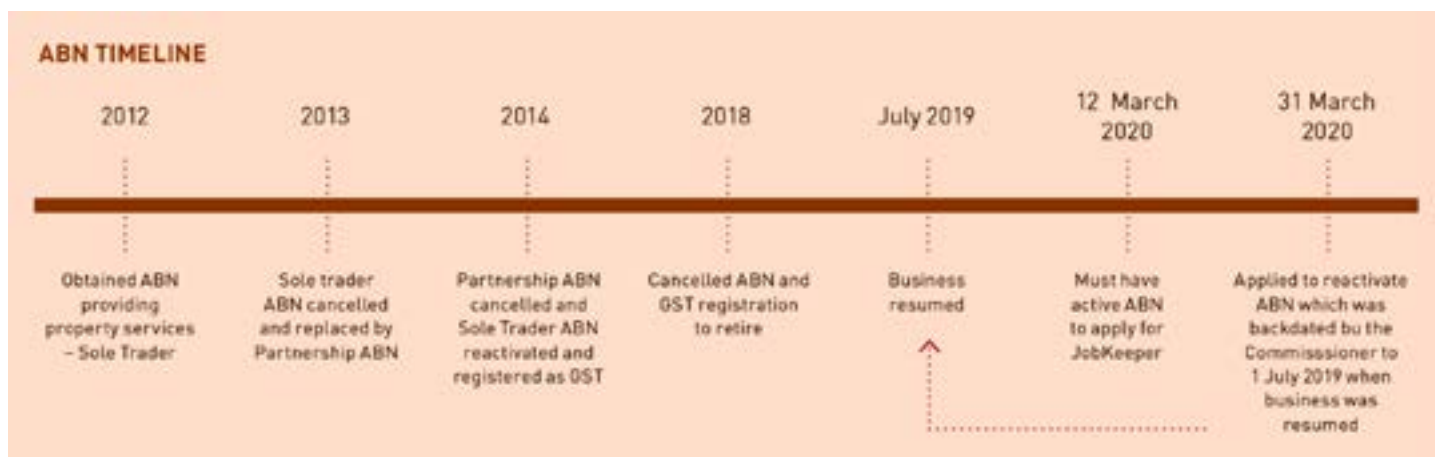 ABN TIMELINE
2012
2013
2014
2018
July 2019
12 March
2020
31 March
2020
Obtained ABN
providing
property services
– Sole Trader
Sole trader
ABN cancelled
and replaced by
Partnership ABN
Partnership ABN
cancelled and
Sole Trader ABN
reactivated and
registered as GST
Cancelled ABN and
GST registration
to retire
Business
resumed
Must have
active ABN
to apply for
JobKeeper
Applied to reactivate
ABN which was
backdated bu the
Commisssioner to
1 July 2019 when
business was
resumed